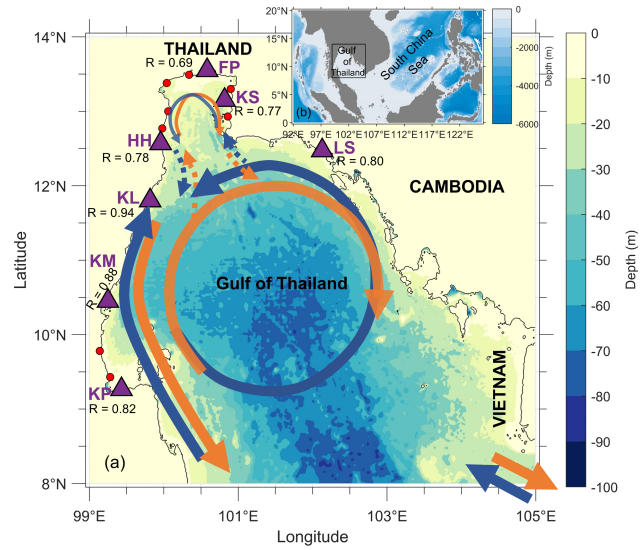 14°N
12°N
10°N
8°N
Latitude
99°E
101°E
103°E
105°E
Longitude
THAILAND
R = 0.69
FP
KS
R = 0.77
HH
R = 0.78
LS
R = 0.80
KL
R = 0.94
KM
R = 0.88
KP
R = 0.82
CAMBODIA
Gulf of Thailand
VIETNAM
(a)
20°N
15°N
10°N
5°N
0°N
92°E
97°E
102°E
107°E
112°E
117°E
122°E
Gulf
of
Thailand
South China
Sea
(b)
0
-2000
-4000
-6000
Depth (m)
0
-10
-20
-30
-40
-50
-60
-70
-80
-90
-100
Depth (m)